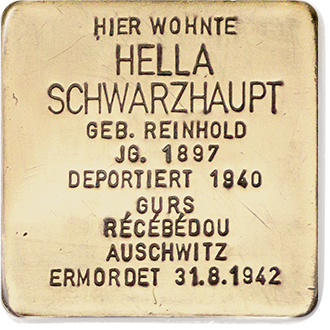 HIER WOHNTE
HELLA
SCHWARZHAUPT
GEB. REINHOLD
JG. 1897
DEPORTIERT 1940
GURS
RÉCÉBÉDOU
AUSCHWITZ
ERMORDET 31.8.1942